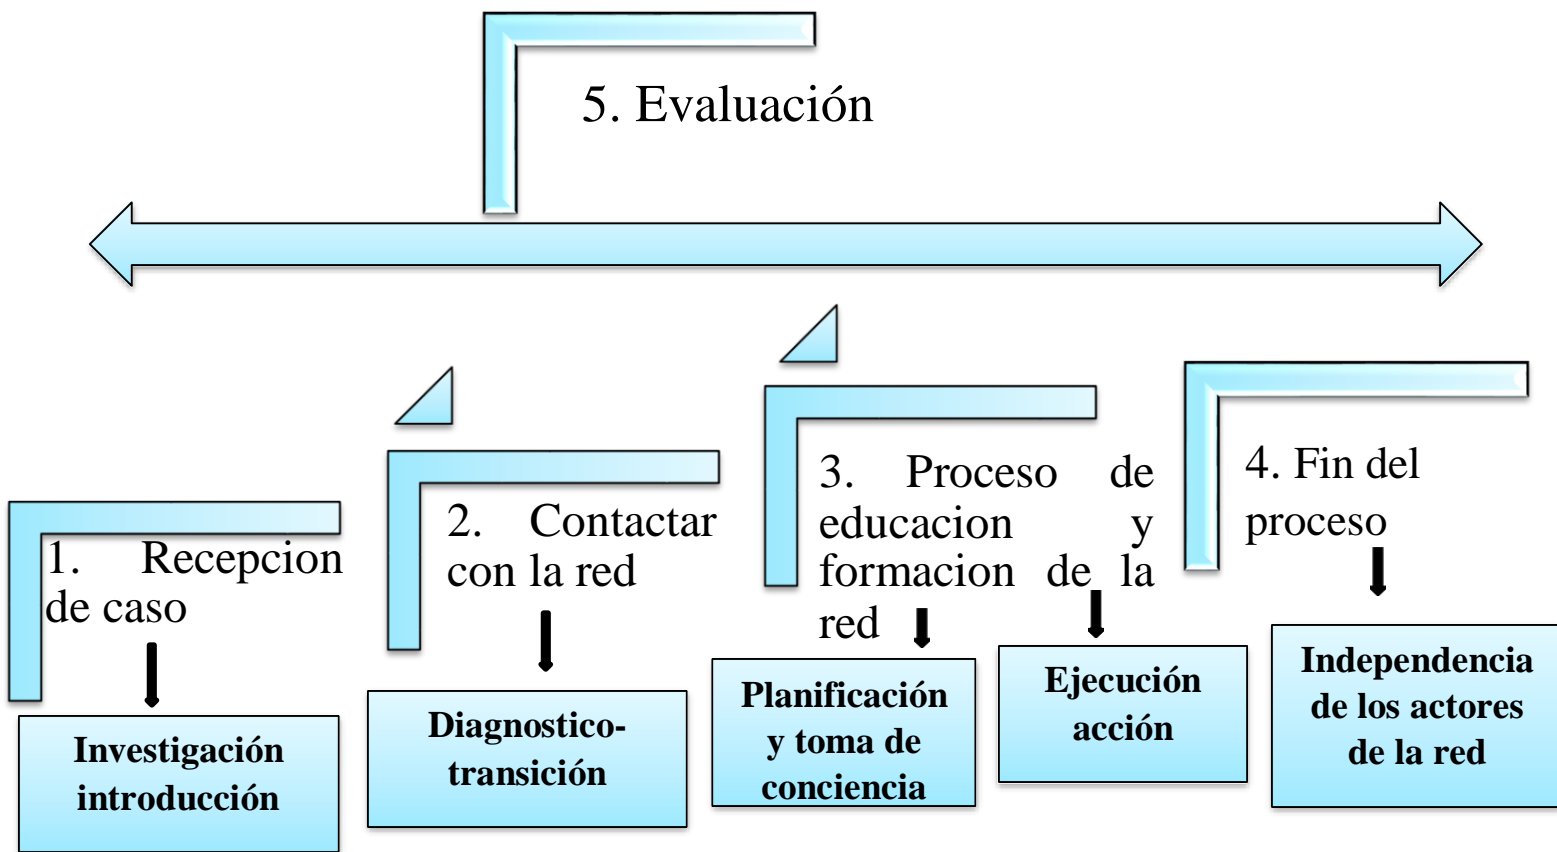 5. Evaluación
1. Recepcion
de caso
Investigación
introducción
2. Contactar
con la red
Diagnostico-
transición
3. Proceso de
educacion y
formacion de la
red
Planificación
y toma de
conciencia
Ejecución
acción
4. Fin del
proceso
Independencia
de los actores
de la red